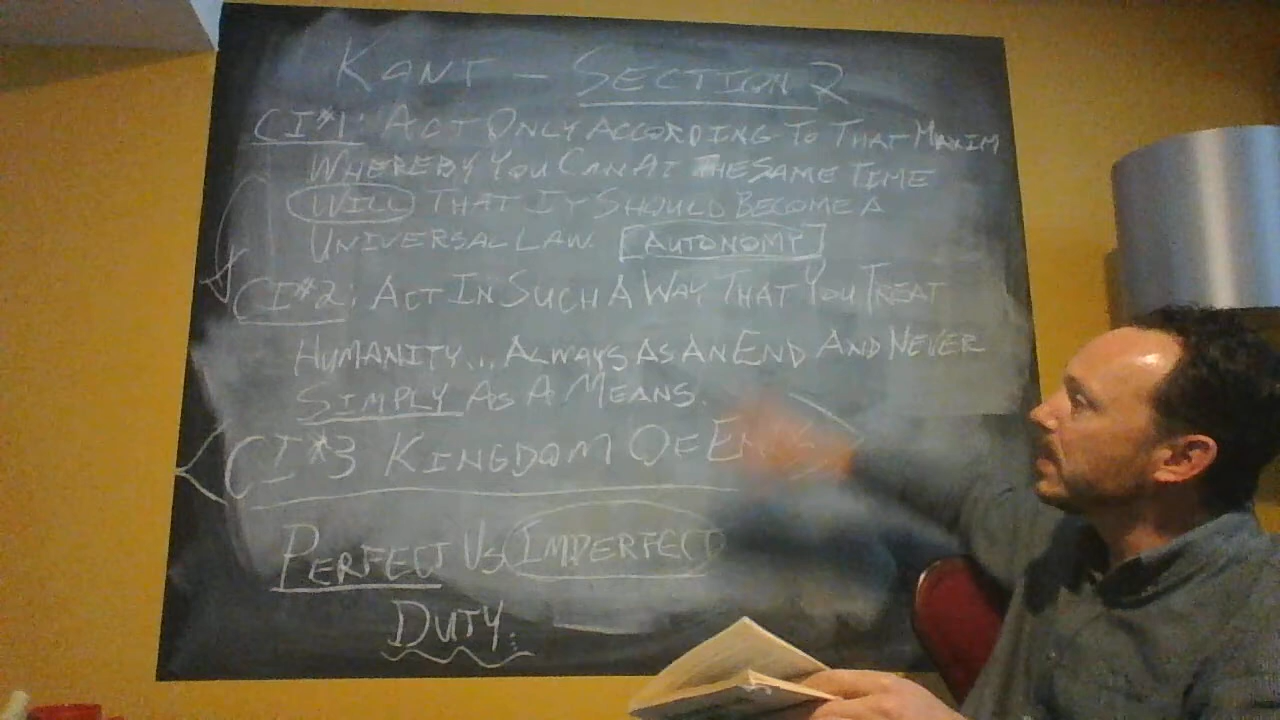 KANT - SECTION 2
CI#1: ACT ONLY ACCORDING TO THAT MAXIM
WHEREBY YOU CAN AT THE SAME TIME
WILL THAT IT SHOULD BECOME A
UNIVERSAL LAW. AUTONOMY
CI#2: ACT IN SUCH A WAY THAT YOU TREAT
HUMANITY... ALWAYS AS AN END AND NEVER
SIMPLY AS A MEANS.
CI#3 KINGDOM OF
PERFECT VS IMPERFECT
DUTY: